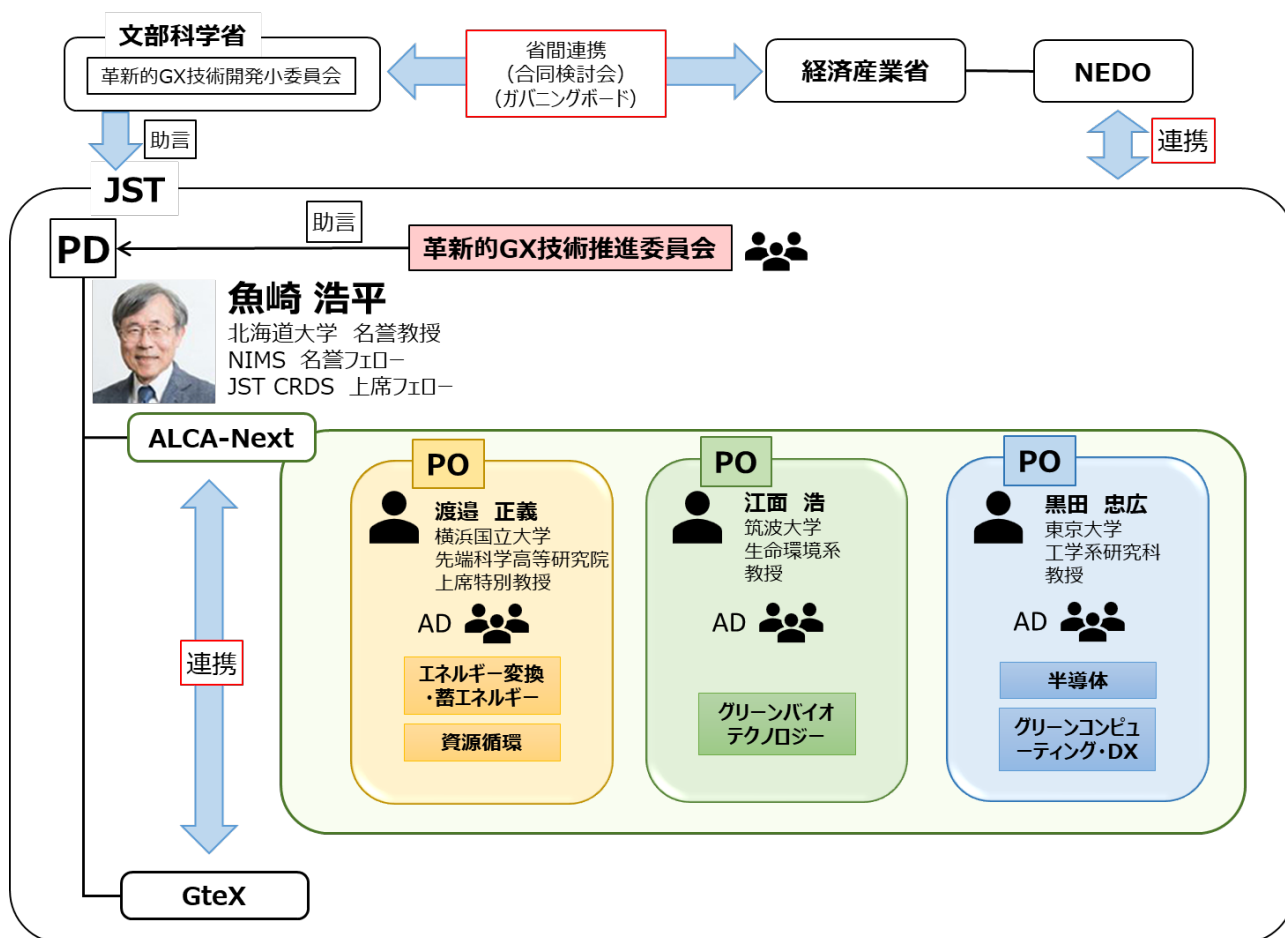 文部科学省
革新的GX技術開発小委員会
省間連携
(合同検討会)
(ガバニングボード)
経済産業省
NEDO
助言
連携
JST
PD
助言
革新的GX技術推進委員会
魚崎 浩平
北海道大学 名誉教授
NIMS 名誉フェロー
JST CRDS 上席フェロー
ALCA-Next
PO
渡邉 正義
横浜国立大学
先端科学高等研究院
上席特別教授
AD
エネルギー変換
・蓄エネルギー
資源循環
PO
江面 浩
筑波大学
生命環境系
教授
AD
グリーンバイオ
テクノロジー
PO
黒田 忠広
東京大学
工学系研究科
教授
AD
半導体
グリーンコンピュ
ーティング・DX
連携
GteX